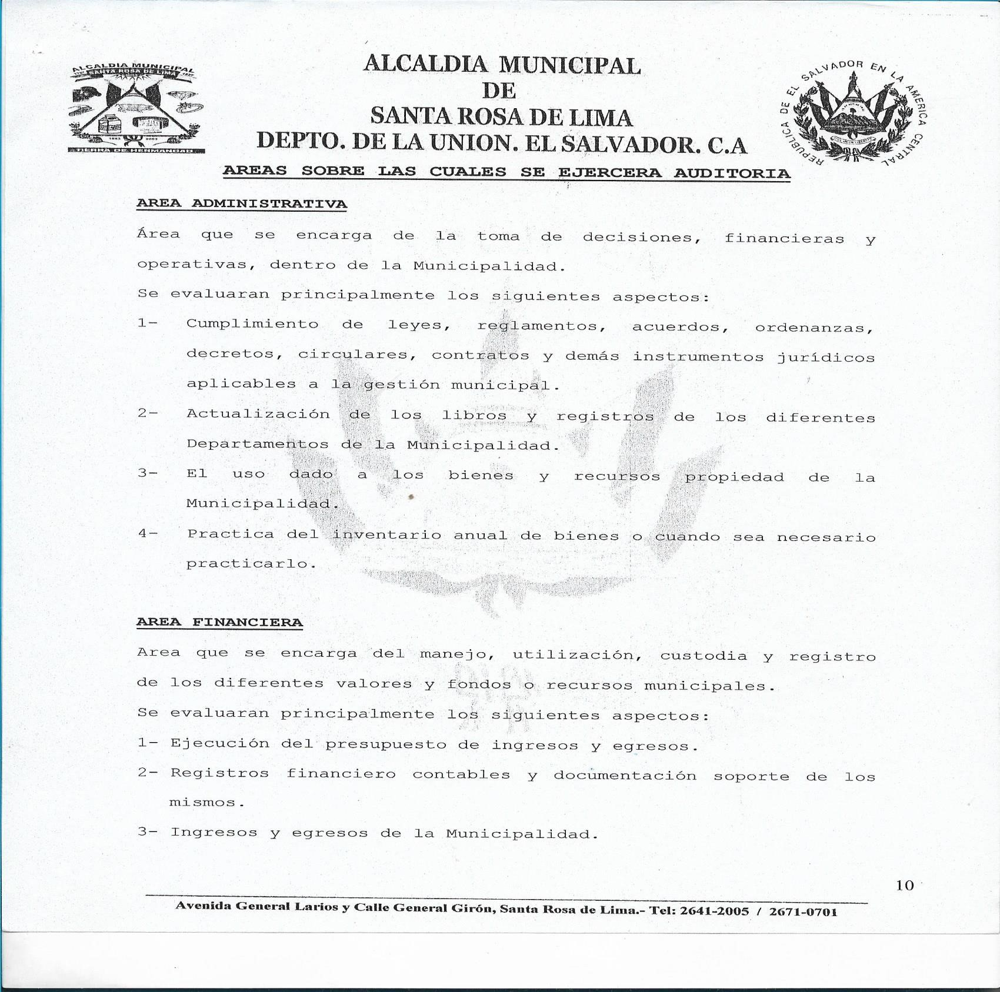 ALCALDIA MUNICIPAL
SANTA ROSA DE LIMA
TIERRA DE HERMANDAD
ALCALDIA MUNICIPAL
DE
SANTA ROSA DE LIMA
DEPTO. DE LA UNION. EL SALVADOR. C.A
REPUBLICA DE EL SALVADOR EN LA AMERICA CENTRAL
AREAS SOBRE LAS CUALES SE EJERCERA AUDITORIA
AREA ADMINISTRATIVA
Área que se encarga de la toma de decisiones, financieras y
operativas, dentro de la Municipalidad.
Se evaluaran principalmente los siguientes aspectos:
1- Cumplimiento de leyes, reglamentos, acuerdos, ordenanzas,
decretos, circulares, contratos y demás instrumentos jurídicos
aplicables a la gestión municipal.
2- Actualización de los libros y registros de los diferentes
Departamentos de la Municipalidad.
3- El uso dado a los bienes y recursos propiedad de la
Municipalidad.
4- Practica del inventario anual de bienes o cuando sea necesario
practicarlo.
AREA FINANCIERA
Area que se encarga del manejo, utilización, custodia y registro
de los diferentes valores y fondos o recursos municipales.
Se evaluaran principalmente los siguientes aspectos:
1- Ejecución del presupuesto de ingresos y egresos.
2- Registros financiero contables y documentación soporte de los
mismos.
3- Ingresos y egresos de la Municipalidad.
10
Avenida General Larios y Calle General Girón, Santa Rosa de Lima.- Tel: 2641-2005 / 2671-0701